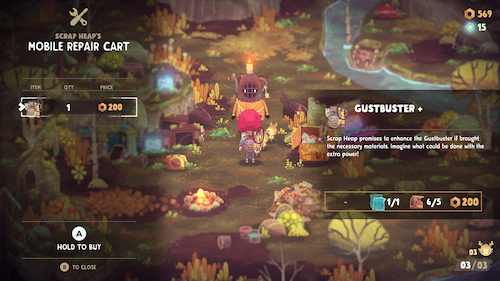 SCRAP HEAP'S
MOBILE REPAIR CART
ITEM QTY PRICE
1 200
569
15
GUSTBUSTER +
Scrap Heap promises to enhance the Gustbuster if brought
the necessary materials. Imagine what could be done with the
extra power!
- 1/1 6/5 200
A
HOLD TO BUY
B TO CLOSE
03
03/03